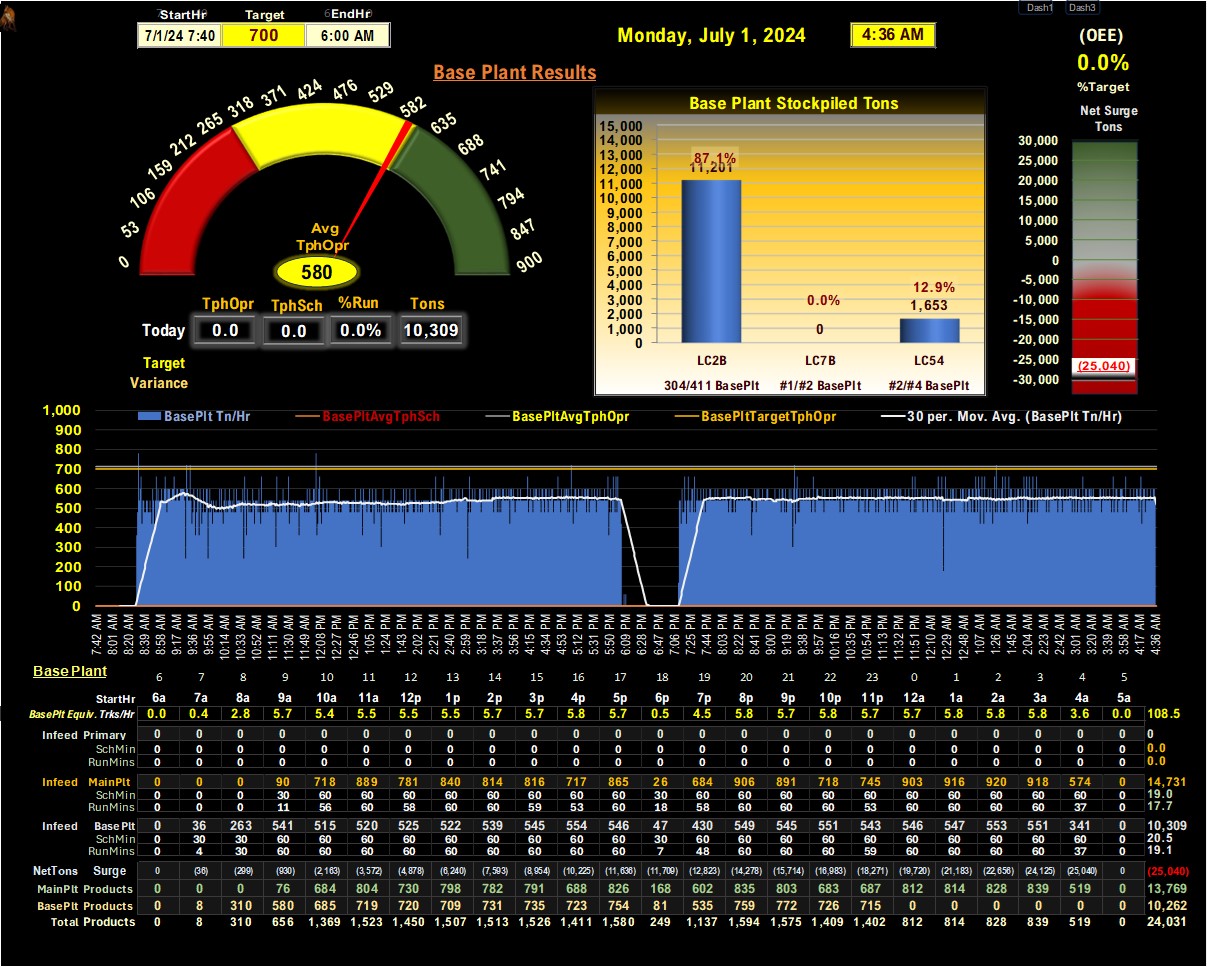 Dash1 Dash3
StartHr Target EndHr
7/1/24 7:40 700 6:00 AM
Monday, July 1, 2024 4:36 AM
(OEE)
0.0%
%Target
Net Surge
Tons
Base Plant Results
0 53 106 159 212 265 318 371 424 476 529 582 635 688 741 794 847 900
Avg
TphOpr
580
TphOpr TphSch %Run Tons
Today 0.0 0.0 0.0% 10,309
Target
Variance
Base Plant Stockpiled Tons
15,000
14,000
13,000
12,000
11,000
10,000
9,000
8,000
7,000
6,000
5,000
4,000
3,000
2,000
1,000
0
87.1%
11,201
0.0%
0
12.9%
1,653
LC2B LC7B LC54
304/411 BasePlt #1/#2 BasePlt #2/#4 BasePlt
30,000
25,000
20,000
15,000
10,000
5,000
0
-5,000
-10,000
-15,000
-20,000
-25,000
-30,000
(25,040)
BasePlt Tn/Hr BasePltAvgTphSch BasePltAvgTphOpr BasePltTargetTphOpr 30 per. Mov. Avg. (BasePlt Tn/Hr)
1,000
900
800
700
600
500
400
300
200
100
0
7:42 AM 8:01 AM 8:20 AM 8:39 AM 8:58 AM 9:17 AM 9:36 AM 9:55 AM 10:14 AM 10:33 AM 10:52 AM 11:11 AM 11:30 AM 11:49 AM 12:08 PM 12:27 PM 12:46 PM 1:05 PM 1:24 PM 1:43 PM 2:02 PM 2:21 PM 2:40 PM 2:59 PM 3:18 PM 3:37 PM 3:56 PM 4:15 PM 4:34 PM 4:53 PM 5:12 PM 5:31 PM 5:50 PM 6:09 PM 6:28 PM 6:47 PM 7:06 PM 7:25 PM 7:44 PM 8:03 PM 8:22 PM 8:41 PM 9:00 PM 9:19 PM 9:38 PM 9:57 PM 10:16 PM 10:35 PM 10:54 PM 11:13 PM 11:32 PM 11:51 PM 12:10 AM 12:29 AM 12:48 AM 1:07 AM 1:26 AM 1:45 AM 2:04 AM 2:23 AM 2:42 AM 3:01 AM 3:20 AM 3:39 AM 3:58 AM 4:17 AM 4:36 AM
Base Plant 6 7 8 9 10 11 12 13 14 15 16 17 18 19 20 21 22 23 0 1 2 3 4 5
StartHr 6a 7a 8a 9a 10a 11a 12p 1p 2p 3p 4p 5p 6p 7p 8p 9p 10p 11p 12a 1a 2a 3a 4a 5a
BasePlt Equiv. Trks/Hr 0.0 0.4 2.8 5.7 5.4 5.5 5.5 5.5 5.7 5.7 5.8 5.7 0.5 4.5 5.8 5.7 5.8 5.7 5.7 5.8 5.8 5.8 3.6 0.0 108.5
Infeed Primary 0 0 0 0 0 0 0 0 0 0 0 0 0 0 0 0 0 0 0 0 0 0 0 0 0
SchMin 0 0 0 0 0 0 0 0 0 0 0 0 0 0 0 0 0 0 0 0 0 0 0 0 0.0
RunMins 0 0 0 0 0 0 0 0 0 0 0 0 0 0 0 0 0 0 0 0 0 0 0 0 0.0
Infeed MainPlt 0 0 0 90 718 889 781 840 814 816 717 865 26 684 906 891 718 745 903 916 920 918 574 0 14,731
SchMin 0 0 0 30 60 60 60 60 60 60 60 60 30 60 60 60 60 60 60 60 60 60 60 0 19.0
RunMins 0 0 0 11 56 60 58 60 60 59 53 60 18 58 60 60 60 53 60 60 60 60 37 0 17.7
Infeed Base Plt 0 36 263 541 515 520 525 522 539 545 554 546 47 430 549 545 551 543 546 547 553 551 341 0 10,309
SchMin 0 30 30 60 60 60 60 60 60 60 60 60 30 60 60 60 60 60 60 60 60 60 60 0 20.5
RunMins 0 4 30 60 60 60 60 60 60 60 60 60 7 48 60 60 60 59 60 60 60 60 37 0 19.1
NetTons Surge 0 (36) (299) (930) (2,163) (3,572) (4,878) (6,240) (7,593) (8,954) (10,225) (11,636) (11,709) (12,823) (14,278) (15,714) (16,983) (18,271) (19,720) (21,183) (22,656) (24,125) (25,040) 0 (25,040)
MainPlt Products 0 0 0 76 684 804 730 798 782 791 688 826 168 602 835 803 683 687 812 814 828 839 519 0 13,769
BasePlt Products 0 8 310 580 685 719 720 709 731 735 723 754 81 535 759 772 726 715 0 0 0 0 0 0 10,262
Total Products 0 8 310 656 1,369 1,523 1,450 1,507 1,513 1,526 1,411 1,580 249 1,137 1,594 1,575 1,409 1,402 812 814 828 839 519 0 24,031